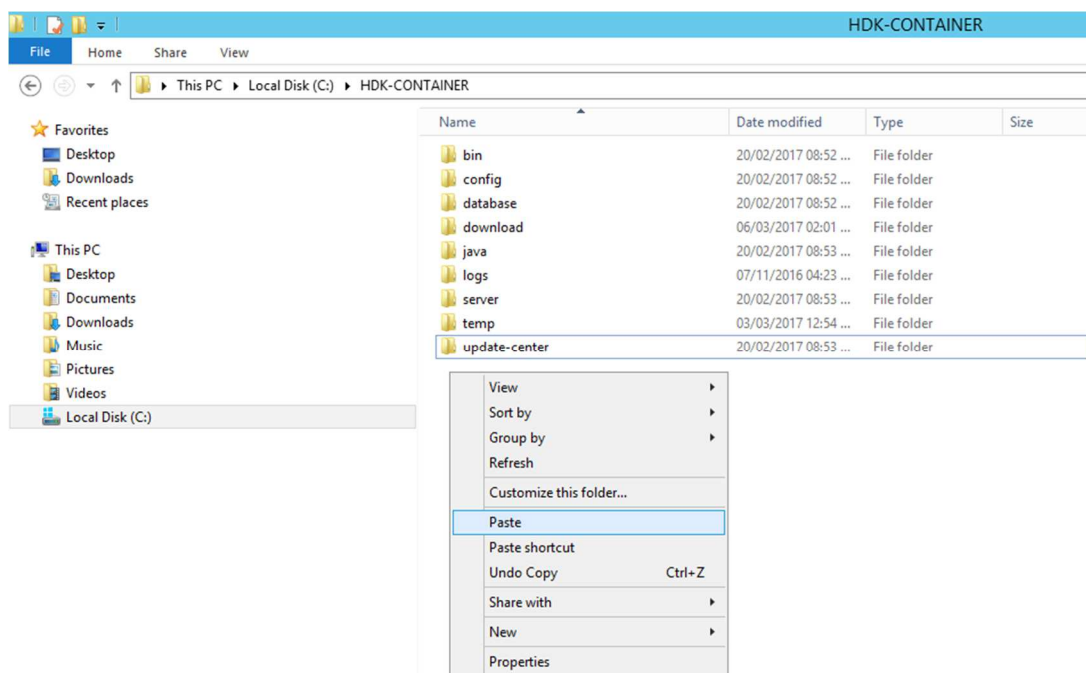 HDK-CONTAINER
File Home Share View
This PC Local Disk (C:) HDK-CONTAINER
Favorites
Desktop
Downloads
Recent places
This PC
Desktop
Documents
Downloads
Music
Pictures
Videos
Local Disk (C:)
Name Date modified Type Size
bin 20/02/2017 08:52 ... File folder
config 20/02/2017 08:52 ... File folder
database 20/02/2017 08:52 ... File folder
download 06/03/2017 02:01 ... File folder
java 20/02/2017 08:53 ... File folder
logs 07/11/2016 04:23 ... File folder
server 20/02/2017 08:53 ... File folder
temp 03/03/2017 12:54 ... File folder
update-center 20/02/2017 08:53 ... File folder
View
Sort by
Group by
Refresh
Customize this folder...
Paste
Paste shortcut
Undo Copy Ctrl+Z
Share with
New
Properties